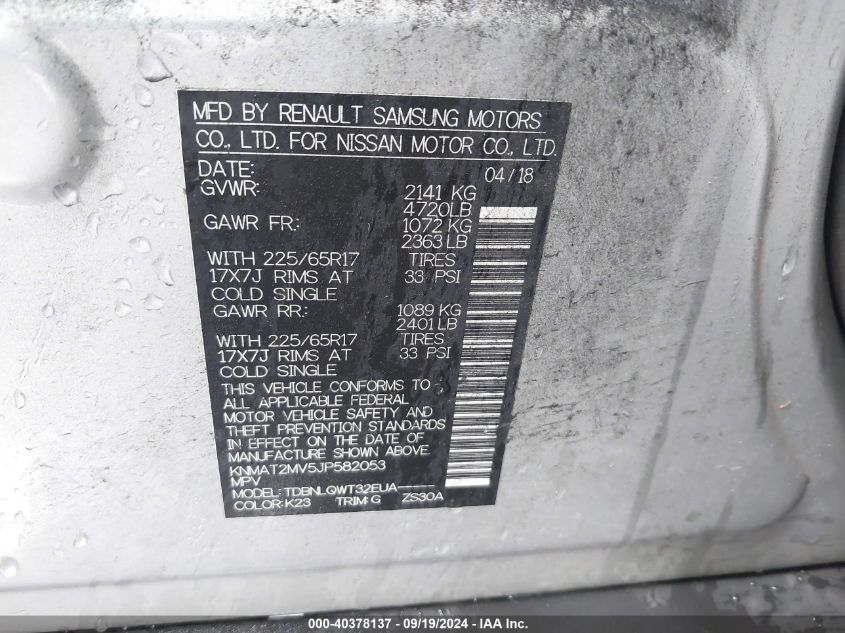 MFD BY RENAULT SAMSUNG MOTORS
CO., LTD. FOR NISSAN MOTOR CO., LTD.
DATE: 04/18
GVWR: 2141 KG
4720LB
GAWR FR: 1072 KG
2363 LB
WITH 225/65R17 TIRES
17X7J RIMS AT 33 PSI
COLD SINGLE
GAWR RR: 1089 KG
2401 LB
WITH 225/65R17 TIRES
17X7J RIMS AT 33 PSI
COLD SINGLE
THIS VEHICLE CONFORMS TO
ALL APPLICABLE FEDERAL
MOTOR VEHICLE SAFETY AND
THEFT PREVENTION STANDARDS
IN EFFECT ON THE DATE OF
MANUFACTURE SHOWN ABOVE.
KNMAT2MV5JP582053
MPV
MODEL: TDBNLQWT32EUA-----
COLOR:K23 TRIM:G ZS30A
000-40378137 - 09/19/2024 - IAA Inc.